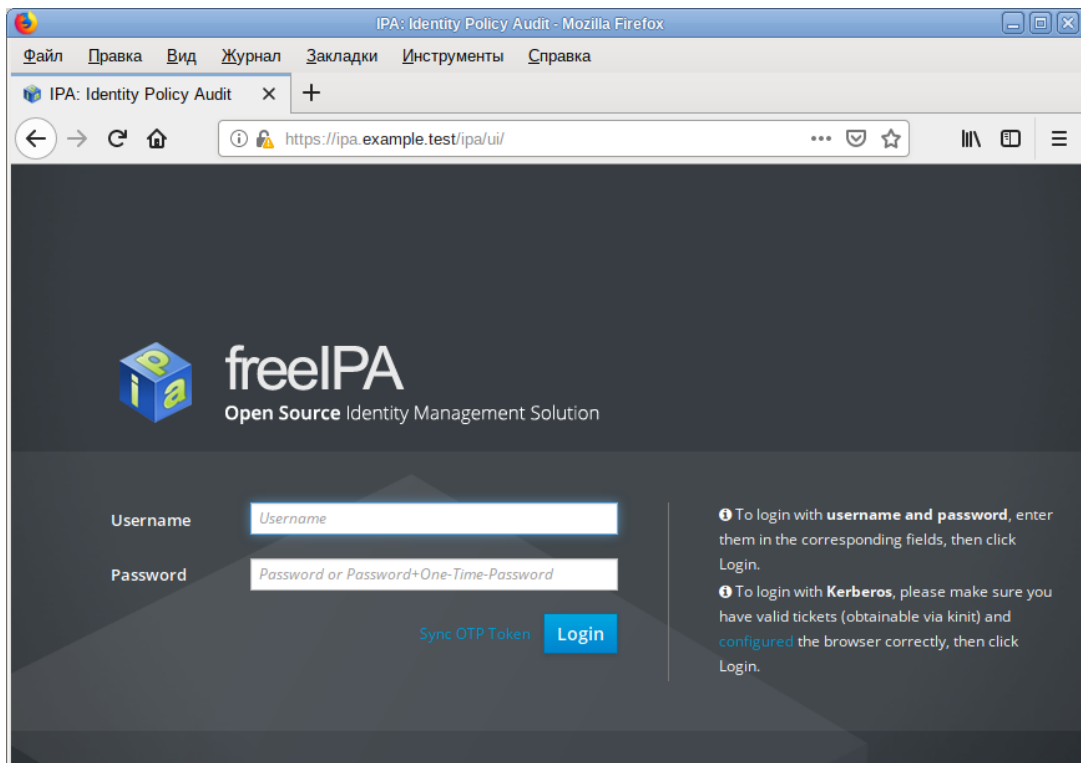 IPA: Identity Policy Audit - Mozilla Firefox
Файл Правка Вид Журнал Закладки Инструменты Справка
IPA: Identity Policy Audit
https://ipa.example.test/ipa/ui/
ipa
freeIPA
Open Source Identity Management Solution
Username
Username
Password
Password or Password+One-Time-Password
Sync OTP Token Login
To login with username and password, enter
them in the corresponding fields, then click
Login.
To login with Kerberos, please make sure you
have valid tickets (obtainable via kinit) and
configured the browser correctly, then click
Login.